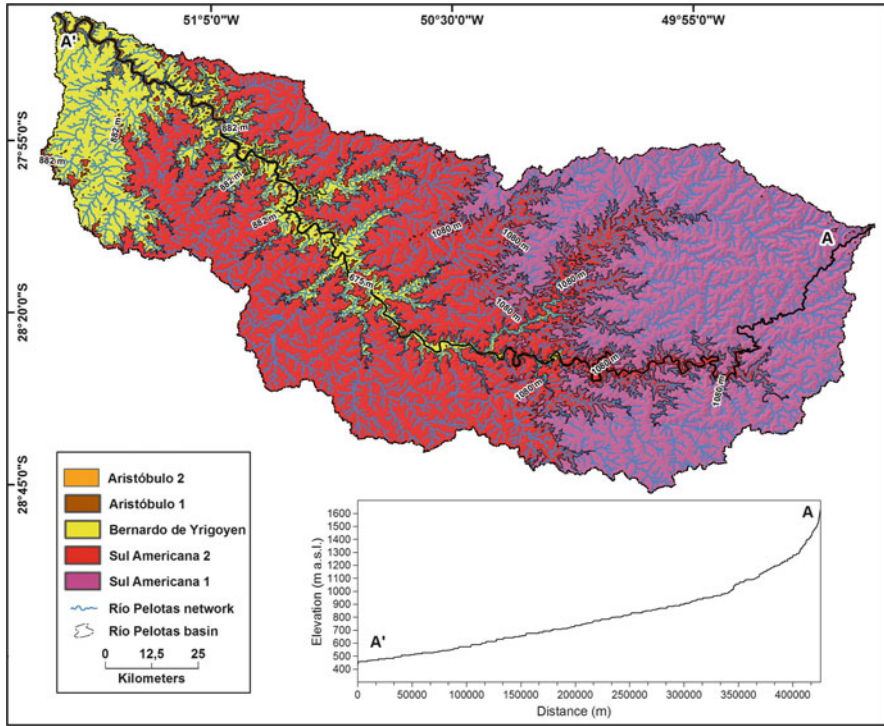 51°5'0"W
50°30'0"W
49°55'0"W
A'
882 m
882 m
27°55'0"S
882 m
882 m
882 m
1080 m
1080 m
A
675 m
1080 m
1080 m
28°20'0"S
1080 m
1080 m
1080 m
28°45'0"S
Aristóbulo 2
Aristóbulo 1
Bernardo de Yrigoyen
Sul Americana 2
Sul Americana 1
Río Pelotas network
Río Pelotas basin
0 12,5 25
Kilometers
Elevation (m a.s.l.)
1600
1500
1400
1300
1200
1100
1000
900
800
700
600
500
400
A
A'
0 50000 100000 150000 200000 250000 300000 350000 400000
Distance (m)